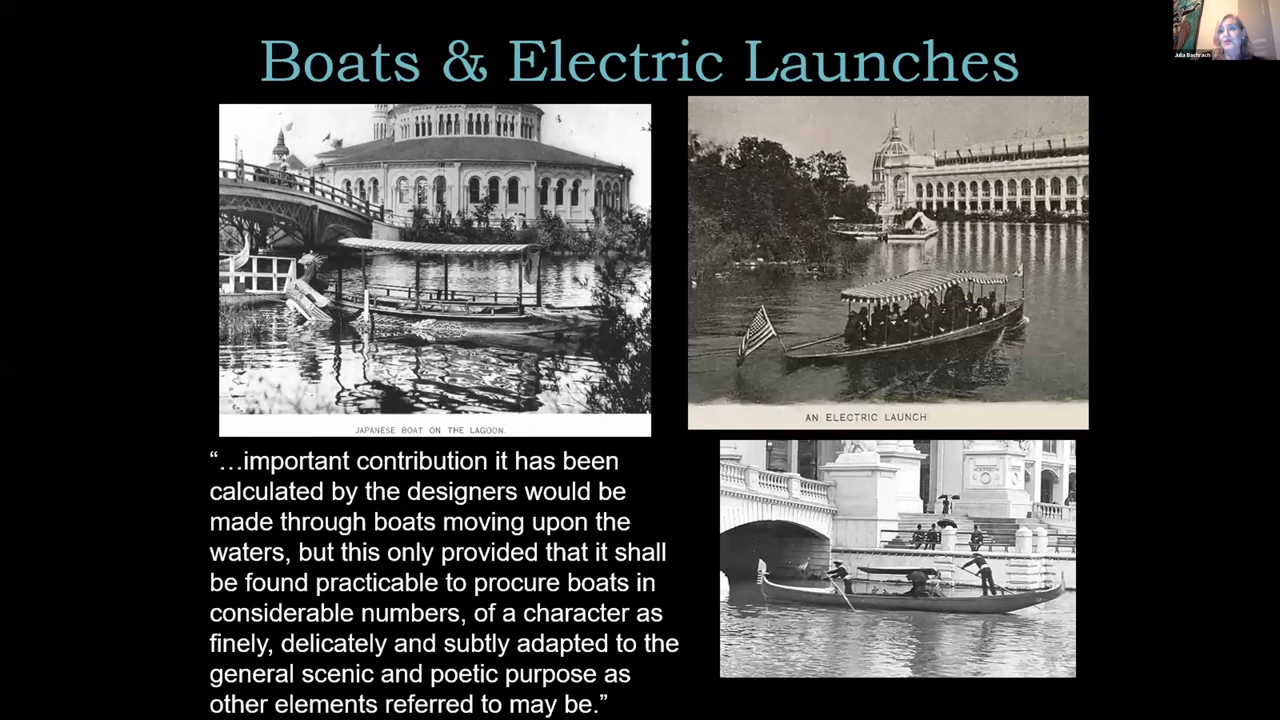 Julia Bachrach
Boats & Electric Launches
JAPANESE BOAT ON THE LAGOON.
AN ELECTRIC LAUNCH
“…important contribution it has been
calculated by the designers would be
made through boats moving upon the
waters, but this only provided that it shall
be found practicable to procure boats in
considerable numbers, of a character as
finely, delicately and subtly adapted to the
general scenic and poetic purpose as
other elements referred to may be.”